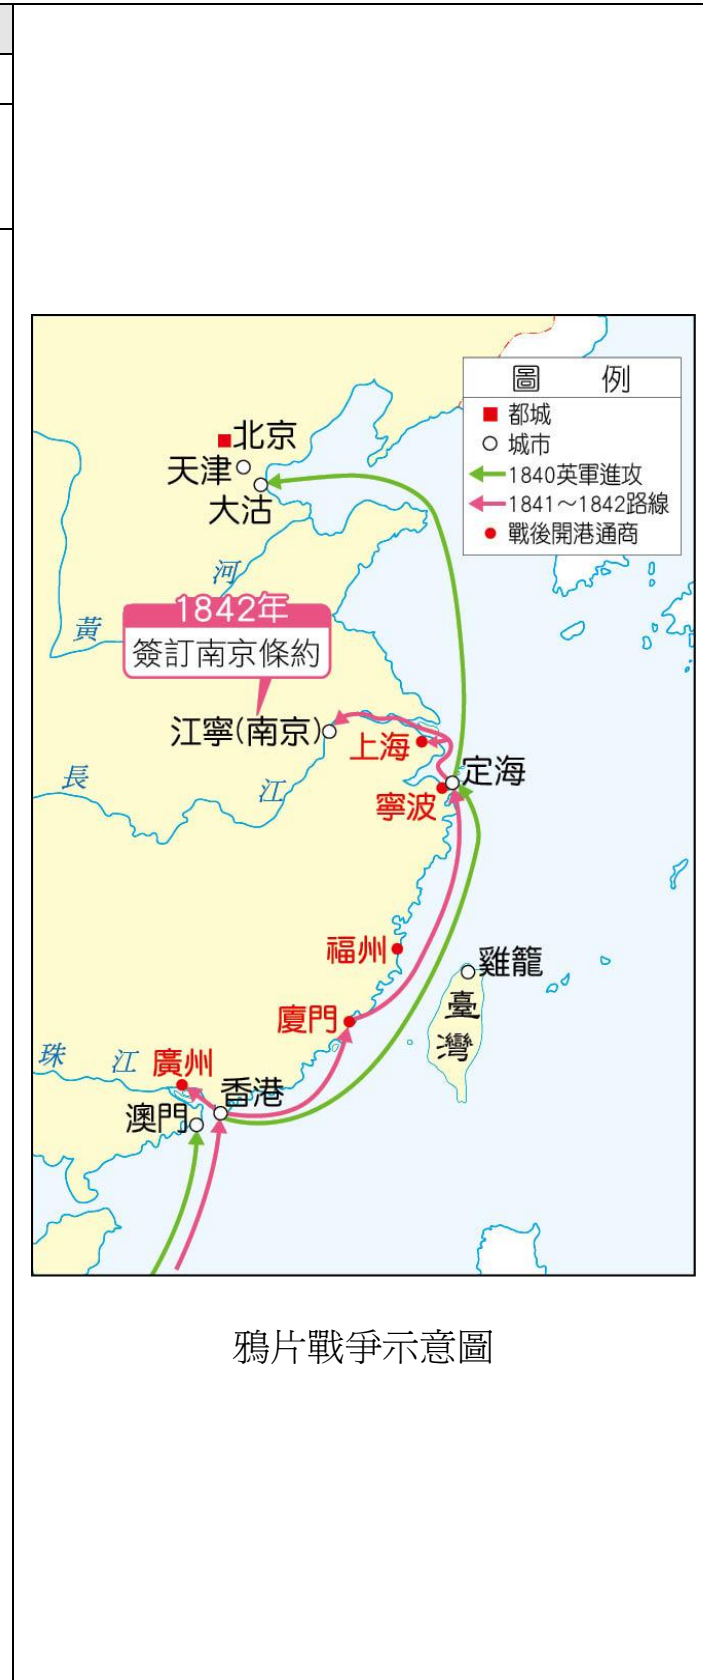 圖 例
都城
城市
1840英軍進攻
1841～1842路線
戰後開港通商
北京
天津
大沽
河
黃
1842年
簽訂南京條約
江寧(南京)
上海
長
江
定海
寧波
福州
雞籠
臺
灣
廈門
珠 江
廣州
香港
澳門
鴉片戰爭示意圖